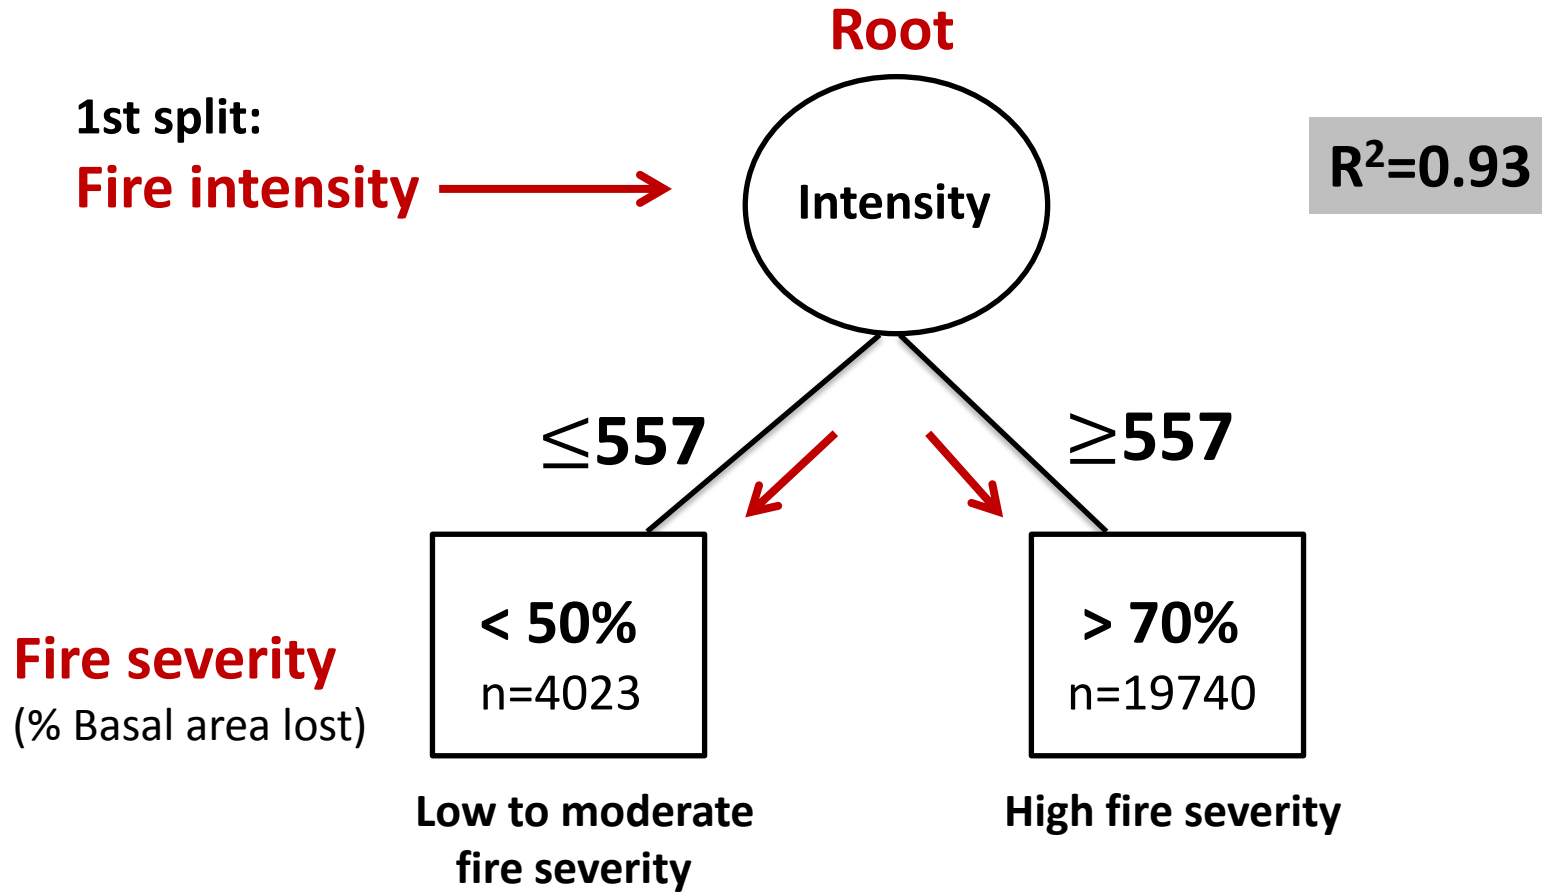 Root
1st split:
Fire intensity
Intensity
R²=0.93
≤557
≥557
< 50%
n=4023
> 70%
n=19740
Fire severity
(% Basal area lost)
Low to moderate
fire severity
High fire severity